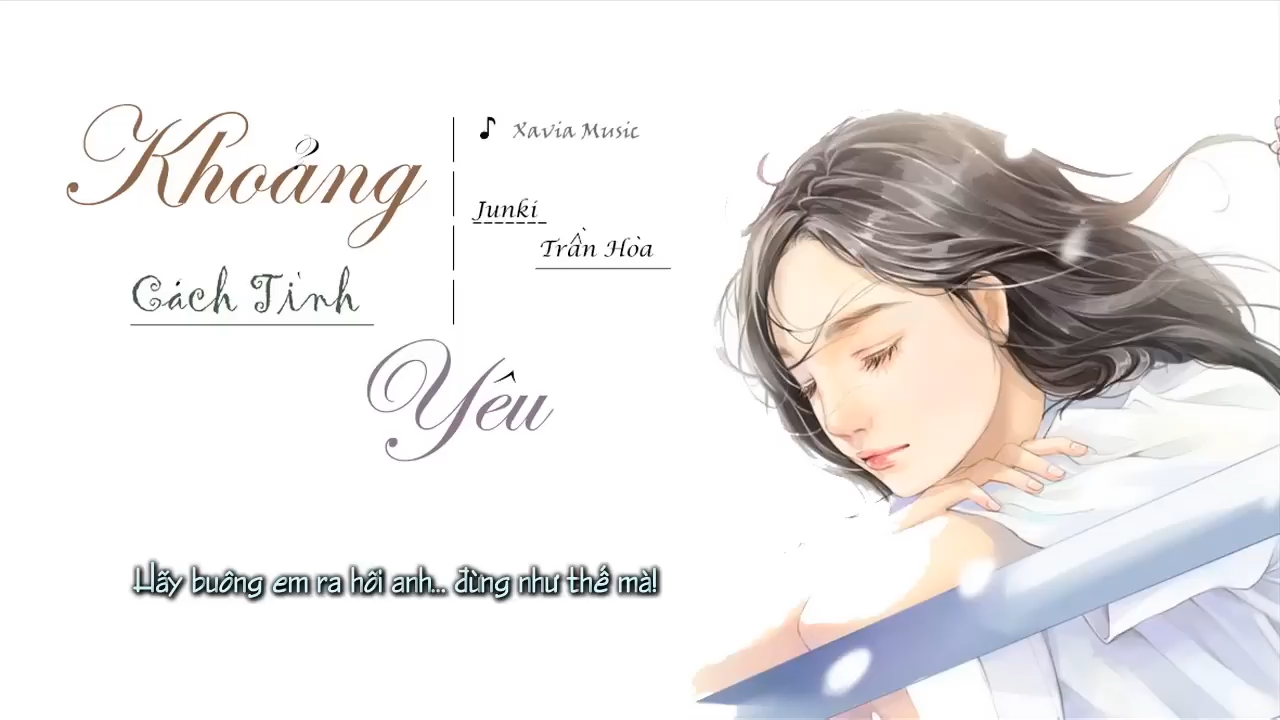 Khoảng
Cách Tình
Yêu
♪ Xavia Music
Junki
Trần Hòa
Hãy buông em ra hỡi anh... đừng như thế mà!